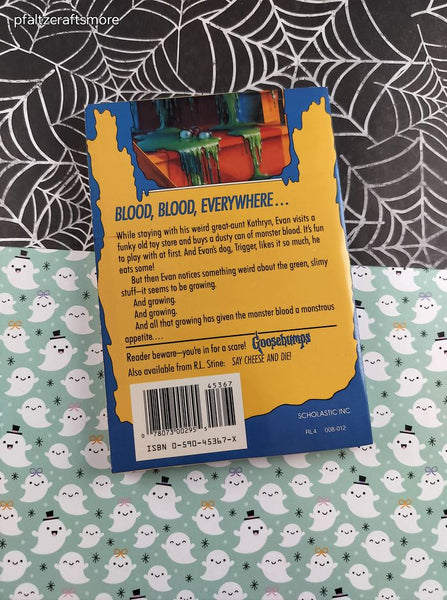 pfaltzcraftsmore
BLOOD, BLOOD, EVERYWHERE...
While staying with his weird great-aunt Kathryn, Evan visits a
funky old toy store and buys a dusty can of monster blood. It's fun
to play with at first. And Evan's dog, Trigger, likes it so much, he
eats some!
But then Evan notices something weird about the green, slimy
stuff—it seems to be growing.
And growing.
And growing.
And all that growing has given the monster blood a monstrous
appetite....
Reader beware—you're in for a scare! Goosebumps
Also available from R.L. Stine: SAY CHEESE AND DIE!
45367
0 78073 00295 5
ISBN 0-590-45367-X
SCHOLASTIC INC.
RL4 008-012